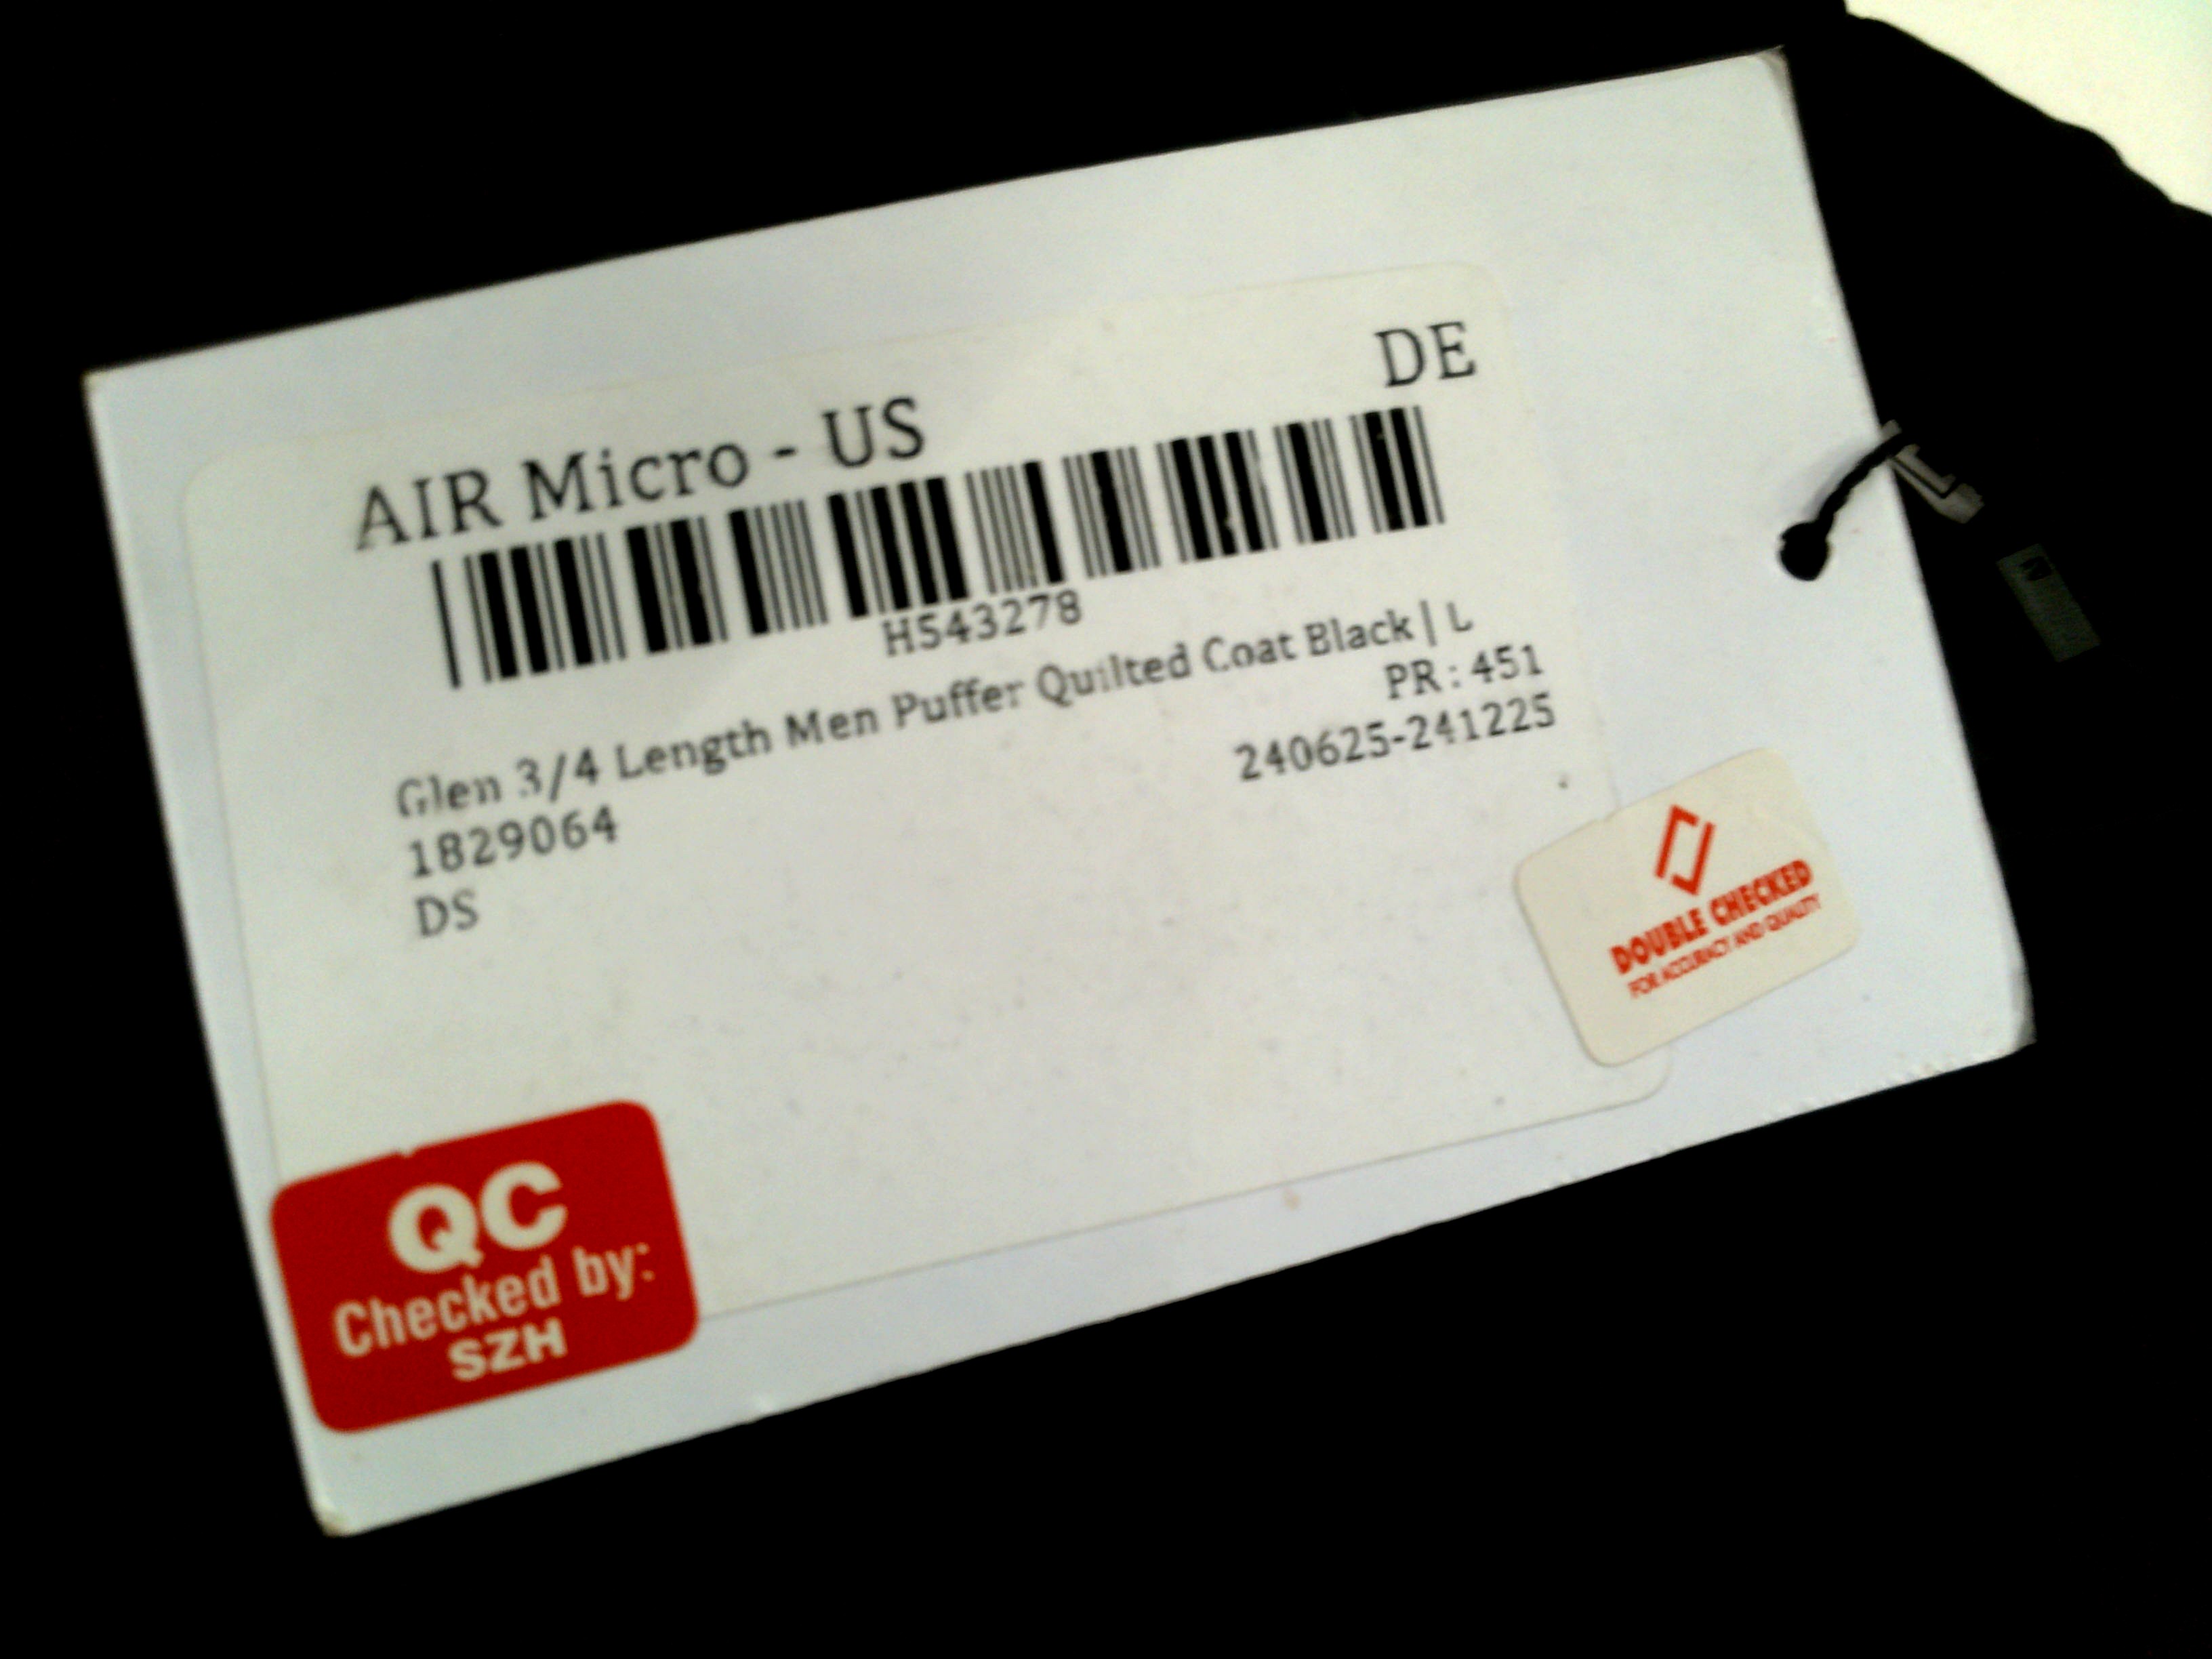 AIR Micro - US DE
H543278
Glen 3/4 Length Men Puffer Quilted Coat Black | L
PR : 451
1829064 240625-241225
DS
DOUBLE CHECKED
FOR ACCURACY AND QUALITY
QC
Checked by:
SZH